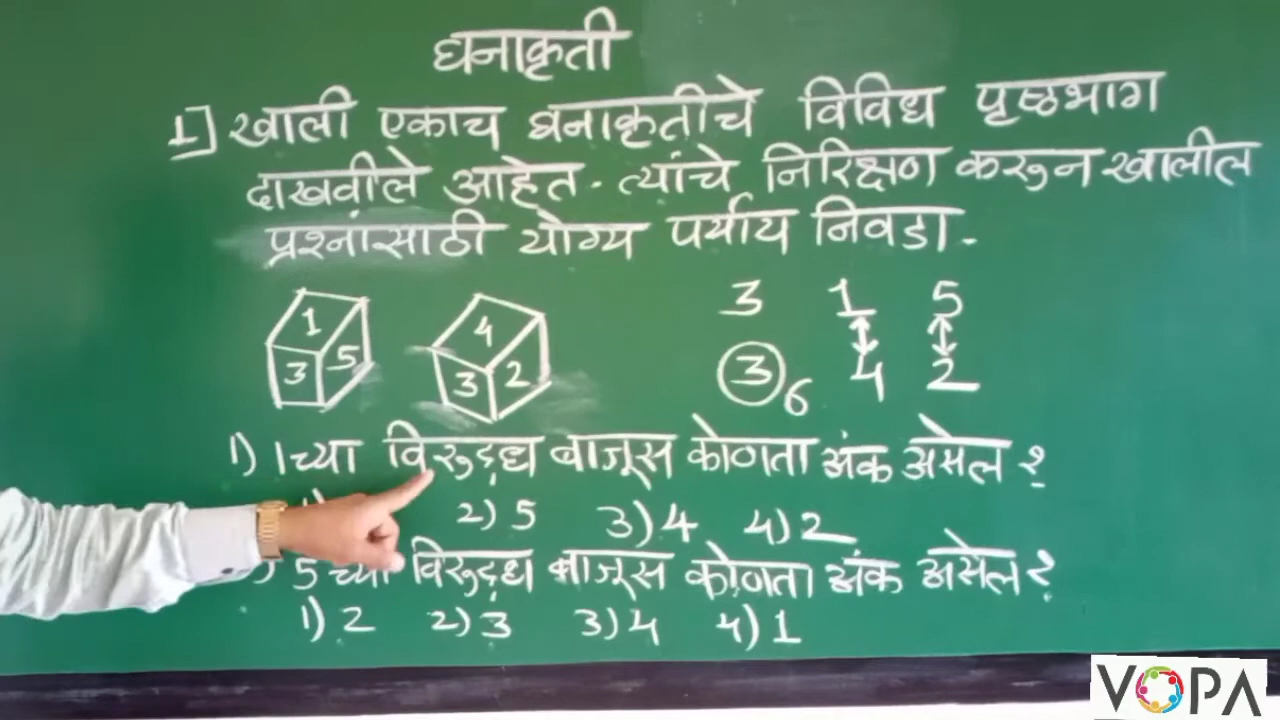 घनाकृती
1] खाली एकाच घनाकृतीचे विविध पृष्ठभाग
दाखवीले आहेत. त्यांचे निरिक्षण करून खालील
प्रश्नांसाठी योग्य पर्याय निवडा.
1 3 5
4 3 2
3 1 5
3 6 4 2
1) 1च्या विरुद्ध बाजूस कोणता अंक असेल ?
1) 2) 5 3) 4 4) 2
) 5 च्या विरुद्ध बाजूस कोणता अंक असेल ?
1) 2 2) 3 3) 4 4) 1
VOPA